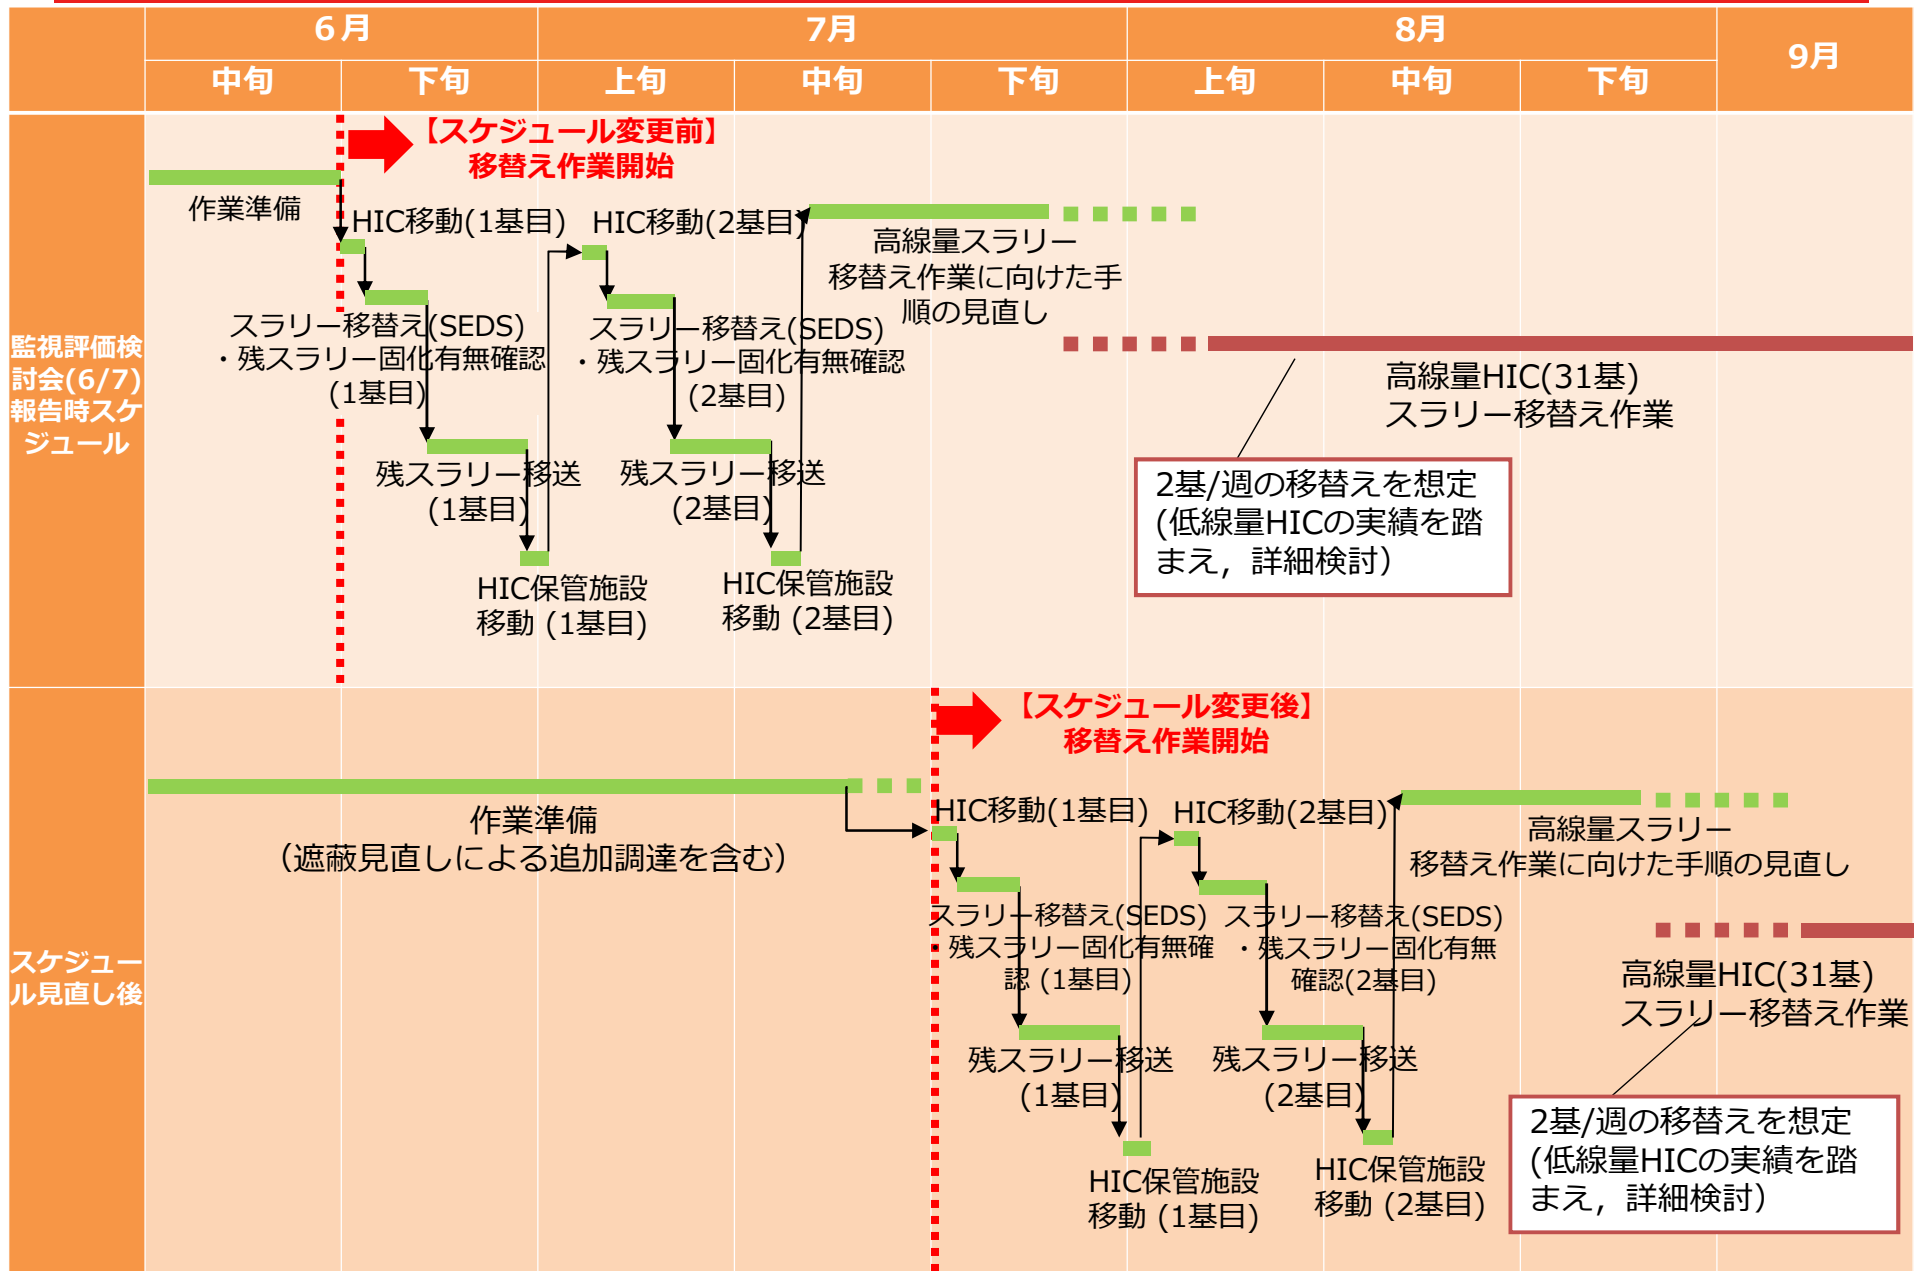 6月
7月
8月
9月
中旬
下旬
上旬
中旬
下旬
上旬
中旬
下旬
監視評価検
討会(6/7)
報告時スケ
ジュール
【スケジュール変更前】
移替え作業開始
作業準備
HIC移動(1基目)
スラリー移替え(SEDS)
・残スラリー固化有無確認
(1基目)
残スラリー移送
(1基目)
HIC保管施設
移動 (1基目)
HIC移動(2基目)
スラリー移替え(SEDS)
・残スラリー固化有無確認
(2基目)
残スラリー移送
(2基目)
HIC保管施設
移動 (2基目)
高線量スラリー
移替え作業に向けた手
順の見直し
高線量HIC(31基)
スラリー移替え作業
2基/週の移替えを想定
(低線量HICの実績を踏
まえ，詳細検討）
スケジュー
ル見直し後
【スケジュール変更後】
移替え作業開始
作業準備
（遮蔽見直しによる追加調達を含む）
HIC移動(1基目)
スラリー移替え(SEDS)
・残スラリー固化有無確
認 (1基目)
残スラリー移送
(1基目)
HIC保管施設
移動 (1基目)
HIC移動(2基目)
スラリー移替え(SEDS)
・残スラリー固化有無
確認(2基目)
残スラリー移送
(2基目)
HIC保管施設
移動 (2基目)
高線量スラリー
移替え作業に向けた手順の見直し
高線量HIC(31基)
スラリー移替え作業
2基/週の移替えを想定
(低線量HICの実績を踏
まえ，詳細検討）